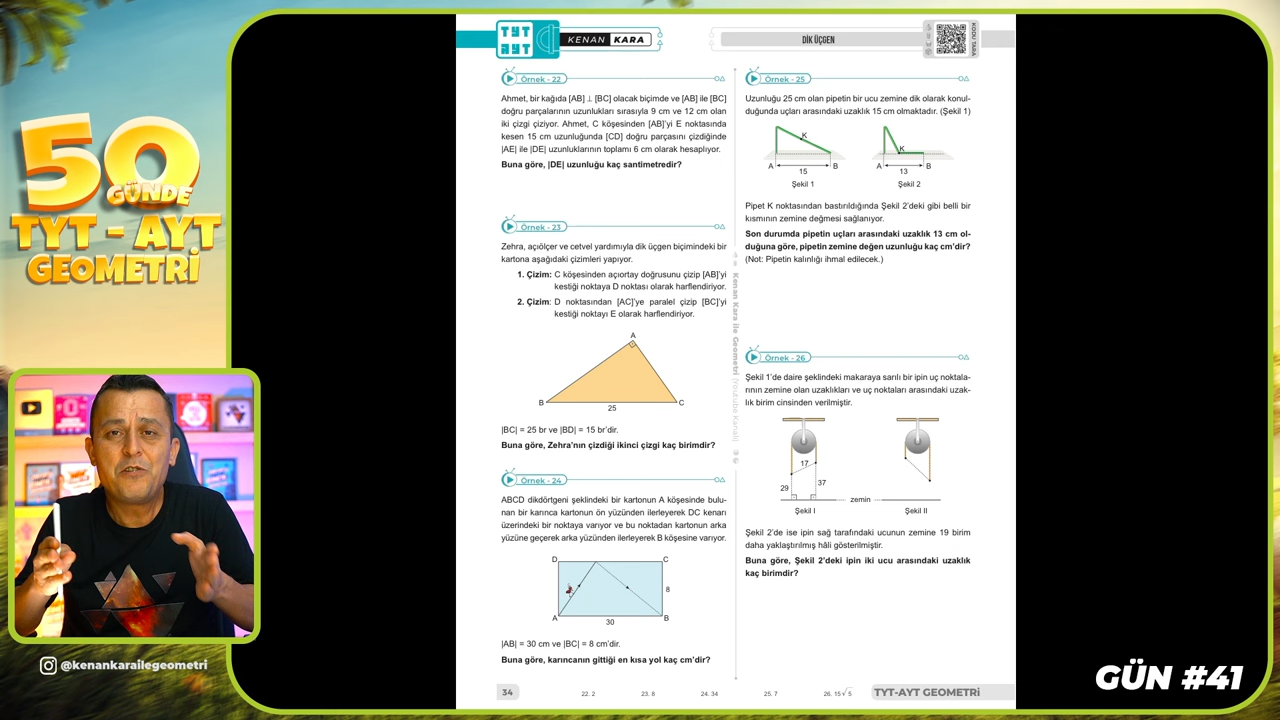 50
GÜNDE
TYT - AYT
GEOMETRİ
@kenankarailegeometri
GÜN #41
TYT
AYT
KENAN KARA
DİK ÜÇGEN
KODU TARA
Örnek - 22
Ahmet, bir kağıda [AB] ⊥ [BC] olacak biçimde ve [AB] ile [BC]
doğru parçalarının uzunlukları sırasıyla 9 cm ve 12 cm olan
iki çizgi çiziyor. Ahmet, C köşesinden [AB]'yi E noktasında
kesen 15 cm uzunluğunda [CD] doğru parçasını çizdiğinde
|AE| ile |DE| uzunluklarının toplamı 6 cm olarak hesaplıyor.
Buna göre, |DE| uzunluğu kaç santimetredir?
Örnek - 23
Zehra, açıölçer ve cetvel yardımıyla dik üçgen biçimindeki bir
kartona aşağıdaki çizimleri yapıyor.
1. Çizim: C köşesinden açıortay doğrusunu çizip [AB]'yi
kestiği noktaya D noktası olarak harflendiriyor.
2. Çizim: D noktasından [AC]'ye paralel çizip [BC]'yi
kestiği noktayı E olarak harflendiriyor.
A
B
C
25
|BC| = 25 br ve |BD| = 15 br'dir.
Buna göre, Zehra'nın çizdiği ikinci çizgi kaç birimdir?
Örnek - 24
ABCD dikdörtgeni şeklindeki bir kartonun A köşesinde bulu-
nan bir karınca kartonun ön yüzünden ilerleyerek DC kenarı
üzerindeki bir noktaya varıyor ve bu noktadan kartonun arka
yüzüne geçerek arka yüzünden ilerleyerek B köşesine varıyor.
D
C
8
A
B
30
|AB| = 30 cm ve |BC| = 8 cm'dir.
Buna göre, karıncanın gittiği en kısa yol kaç cm'dir?
Kenan Kara ile Geometri (Youtube Kanalı)
Örnek - 25
Uzunluğu 25 cm olan pipetin bir ucu zemine dik olarak konul-
duğunda uçları arasındaki uzaklık 15 cm olmaktadır. (Şekil 1)
K
A
B
15
Şekil 1
K
A
B
13
Şekil 2
Pipet K noktasından bastırıldığında Şekil 2'deki gibi belli bir
kısmının zemine değmesi sağlanıyor.
Son durumda pipetin uçları arasındaki uzaklık 13 cm ol-
duğuna göre, pipetin zemine değen uzunluğu kaç cm'dir?
(Not: Pipetin kalınlığı ihmal edilecek.)
Örnek - 26
Şekil 1'de daire şeklindeki makaraya sarılı bir ipin uç noktala-
rının zemine olan uzaklıkları ve uç noktaları arasındaki uzak-
lık birim cinsinden verilmiştir.
17
29
37
zemin
Şekil I
Şekil II
Şekil 2'de ise ipin sağ tarafındaki ucunun zemine 19 birim
daha yaklaştırılmış hâli gösterilmiştir.
Buna göre, Şekil 2'deki ipin iki ucu arasındaki uzaklık
kaç birimdir?
34
22. 2
23. 8
24. 34
25. 7
26. 15√5
TYT-AYT GEOMETRİ